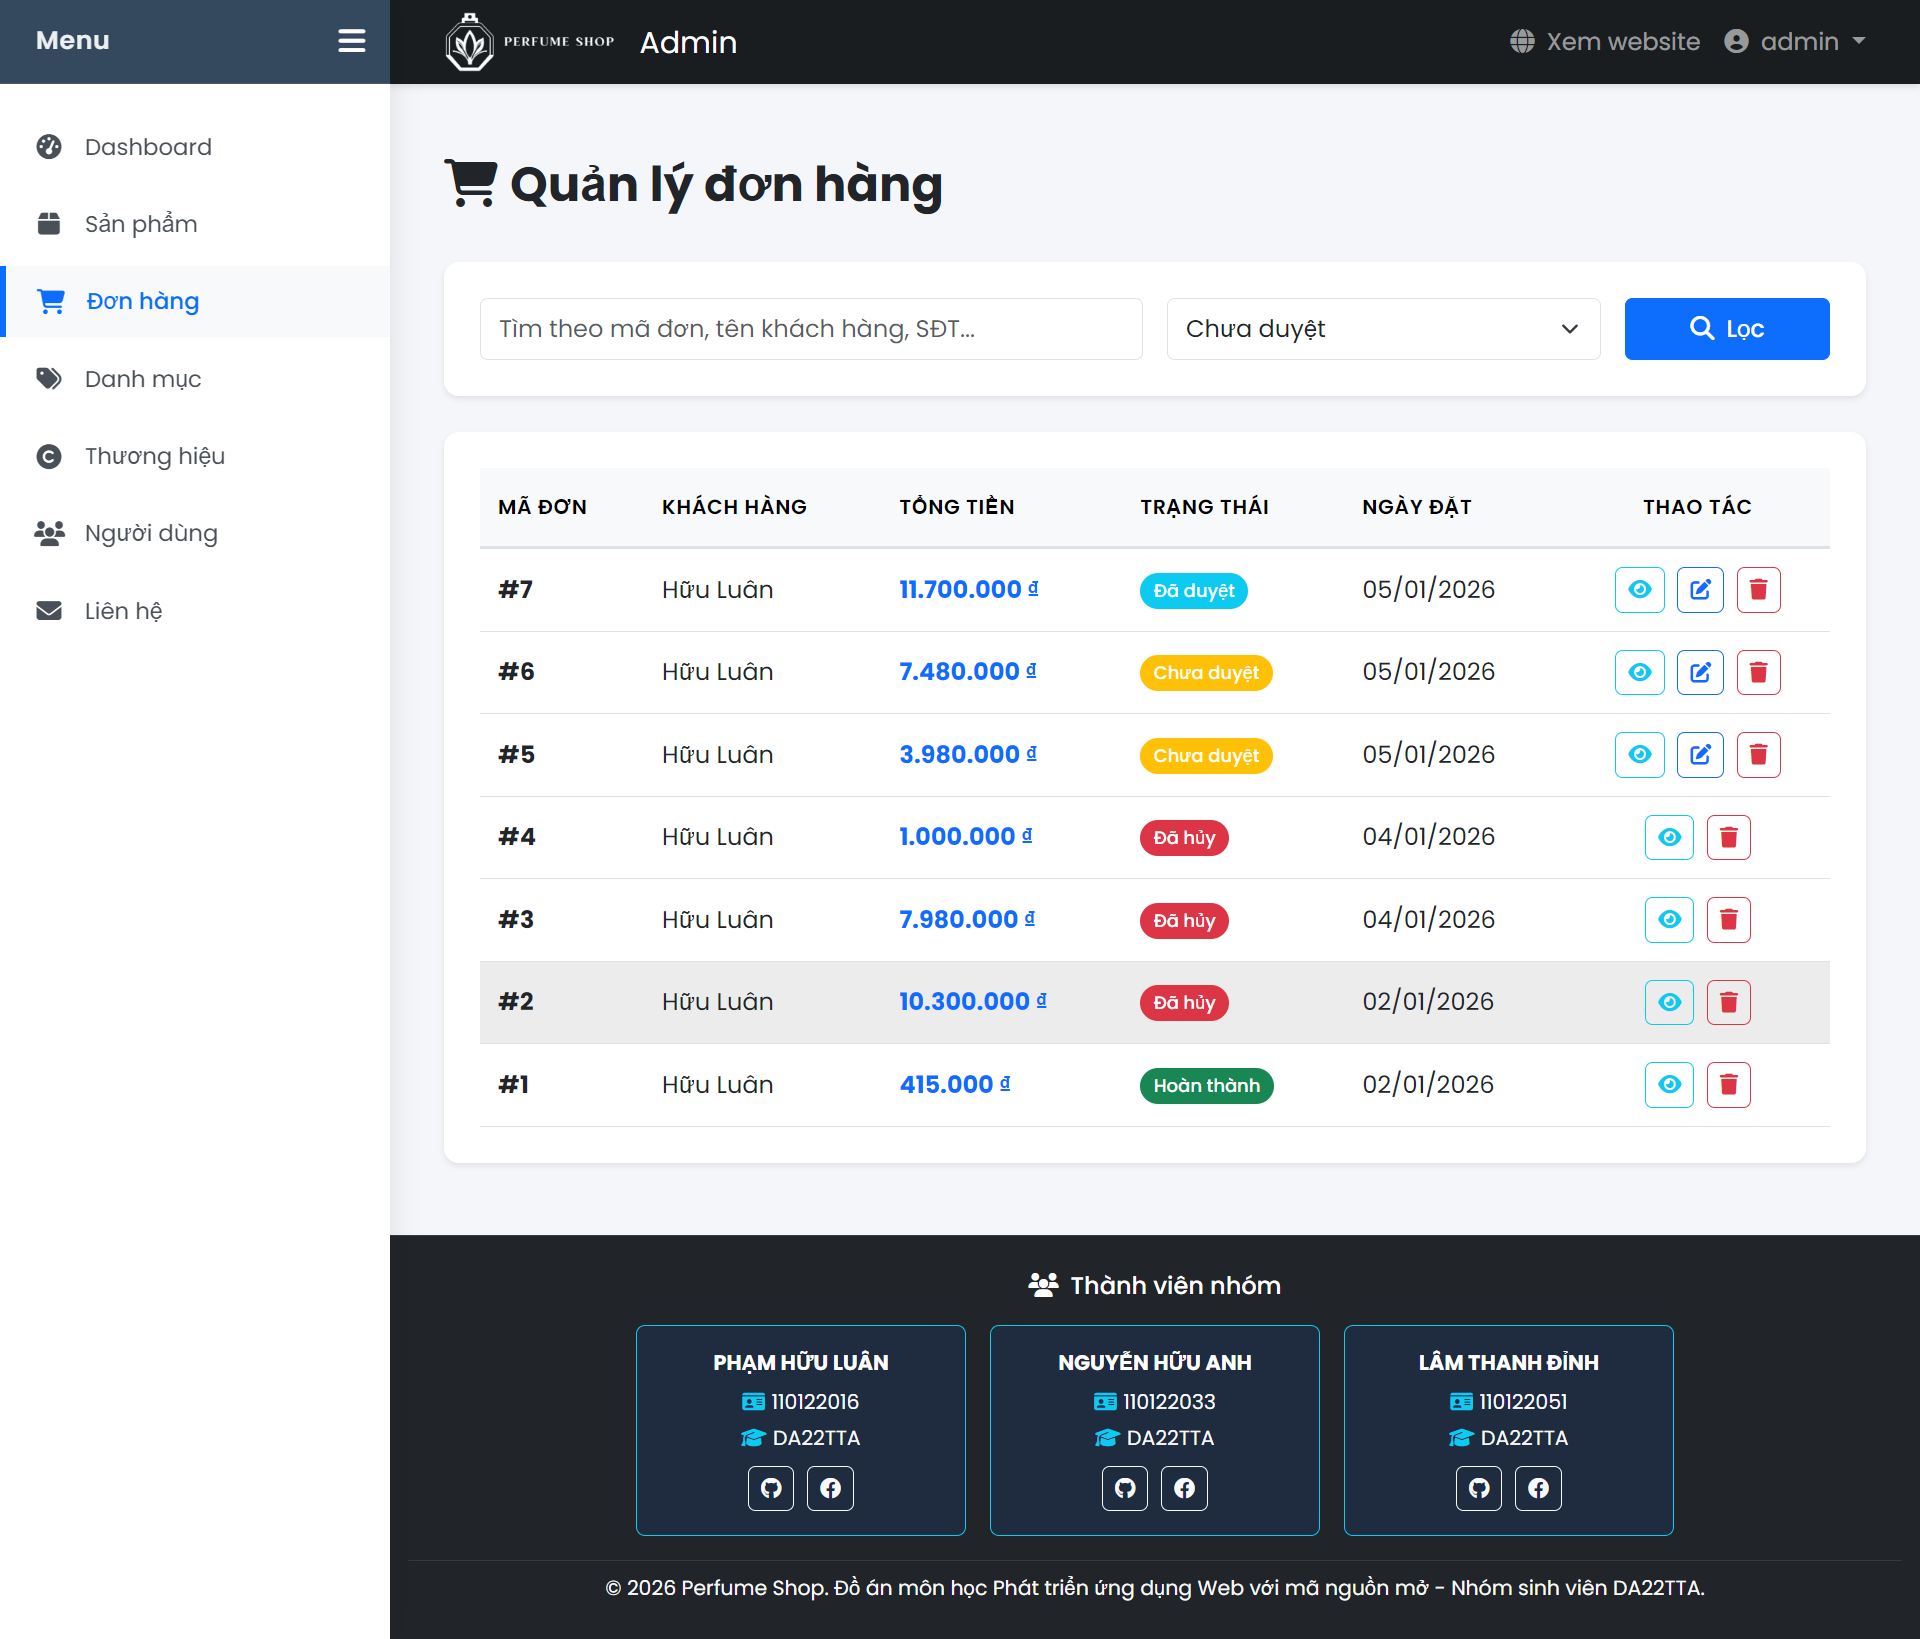 Menu
PERFUME SHOP Admin
Xem website admin
Dashboard
Sản phẩm
Đơn hàng
Danh mục
Thương hiệu
Người dùng
Liên hệ
Quản lý đơn hàng
Tìm theo mã đơn, tên khách hàng, SĐT...
Chưa duyệt
Lọc
MÃ ĐƠN KHÁCH HÀNG TỔNG TIỀN TRẠNG THÁI NGÀY ĐẶT THAO TÁC
#7 Hữu Luân 11.700.000 ₫ Đã duyệt 05/01/2026
#6 Hữu Luân 7.480.000 ₫ Chưa duyệt 05/01/2026
#5 Hữu Luân 3.980.000 ₫ Chưa duyệt 05/01/2026
#4 Hữu Luân 1.000.000 ₫ Đã hủy 04/01/2026
#3 Hữu Luân 7.980.000 ₫ Đã hủy 04/01/2026
#2 Hữu Luân 10.300.000 ₫ Đã hủy 02/01/2026
#1 Hữu Luân 415.000 ₫ Hoàn thành 02/01/2026
Thành viên nhóm
PHẠM HỮU LUÂN
110122016
DA22TTA
NGUYỄN HỮU ANH
110122033
DA22TTA
LÂM THANH ĐỈNH
110122051
DA22TTA
© 2026 Perfume Shop. Đồ án môn học Phát triển ứng dụng Web với mã nguồn mở - Nhóm sinh viên DA22TTA.